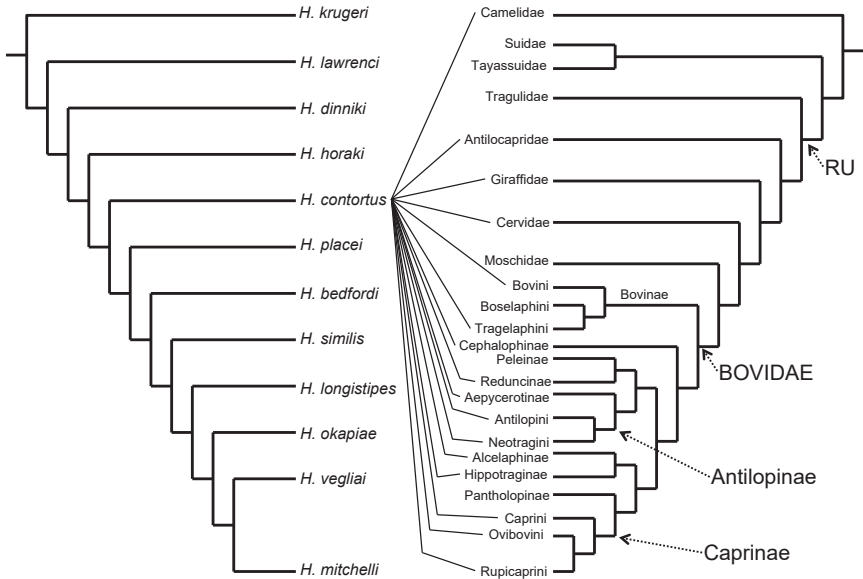 H. krugeri
H. lawrenci
H. dinniki
H. horaki
H. contortus
H. placei
H. bedfordi
H. similis
H. longistipes
H. okapiae
H. vegliai
H. mitchelli
Camelidae
Suidae
Tayassuidae
Tragulidae
Antilocapridae
Giraffidae
Cervidae
Moschidae
Bovini
Boselaphini
Tragelaphini
Cephalophinae
Peleinae
Reduncinae
Aepycerotinae
Antilopini
Neotragini
Alcelaphinae
Hippotraginae
Pantholopinae
Caprini
Ovibovini
Rupicaprini
Bovinae
RU
BOVIDAE
Antilopinae
Caprinae